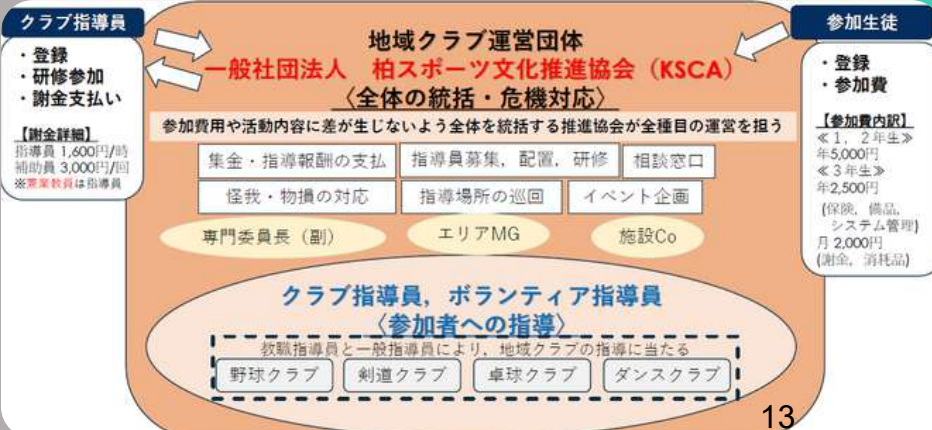 クラブ指導員
・登録
・研修参加
・謝金支払い
【謝金詳細】
指導員 1,600円/時
補助員 3,000円/回
※兼業教員は指導員
地域クラブ運営団体
一般社団法人 柏スポーツ文化推進協会（KSCA）
〈全体の統括・危機対応〉
参加費用や活動内容に差が生じないよう全体を統括する推進協会が全種目の運営を担う
集金・指導報酬の支払
指導員募集，配置，研修
相談窓口
怪我・物損の対応
指導場所の巡回
イベント企画
専門委員長（副）
エリアMG
施設Co
クラブ指導員，ボランティア指導員
〈参加者への指導〉
教職指導員と一般指導員により，地域クラブの指導に当たる
野球クラブ
剣道クラブ
卓球クラブ
ダンスクラブ
参加生徒
・登録
・参加費
【参加費内訳】
≪１，２年生≫
年5,000円
≪３年生≫
年2,500円
(保険，備品，
システム管理)
月 2,000円
(謝金，消耗品)
13